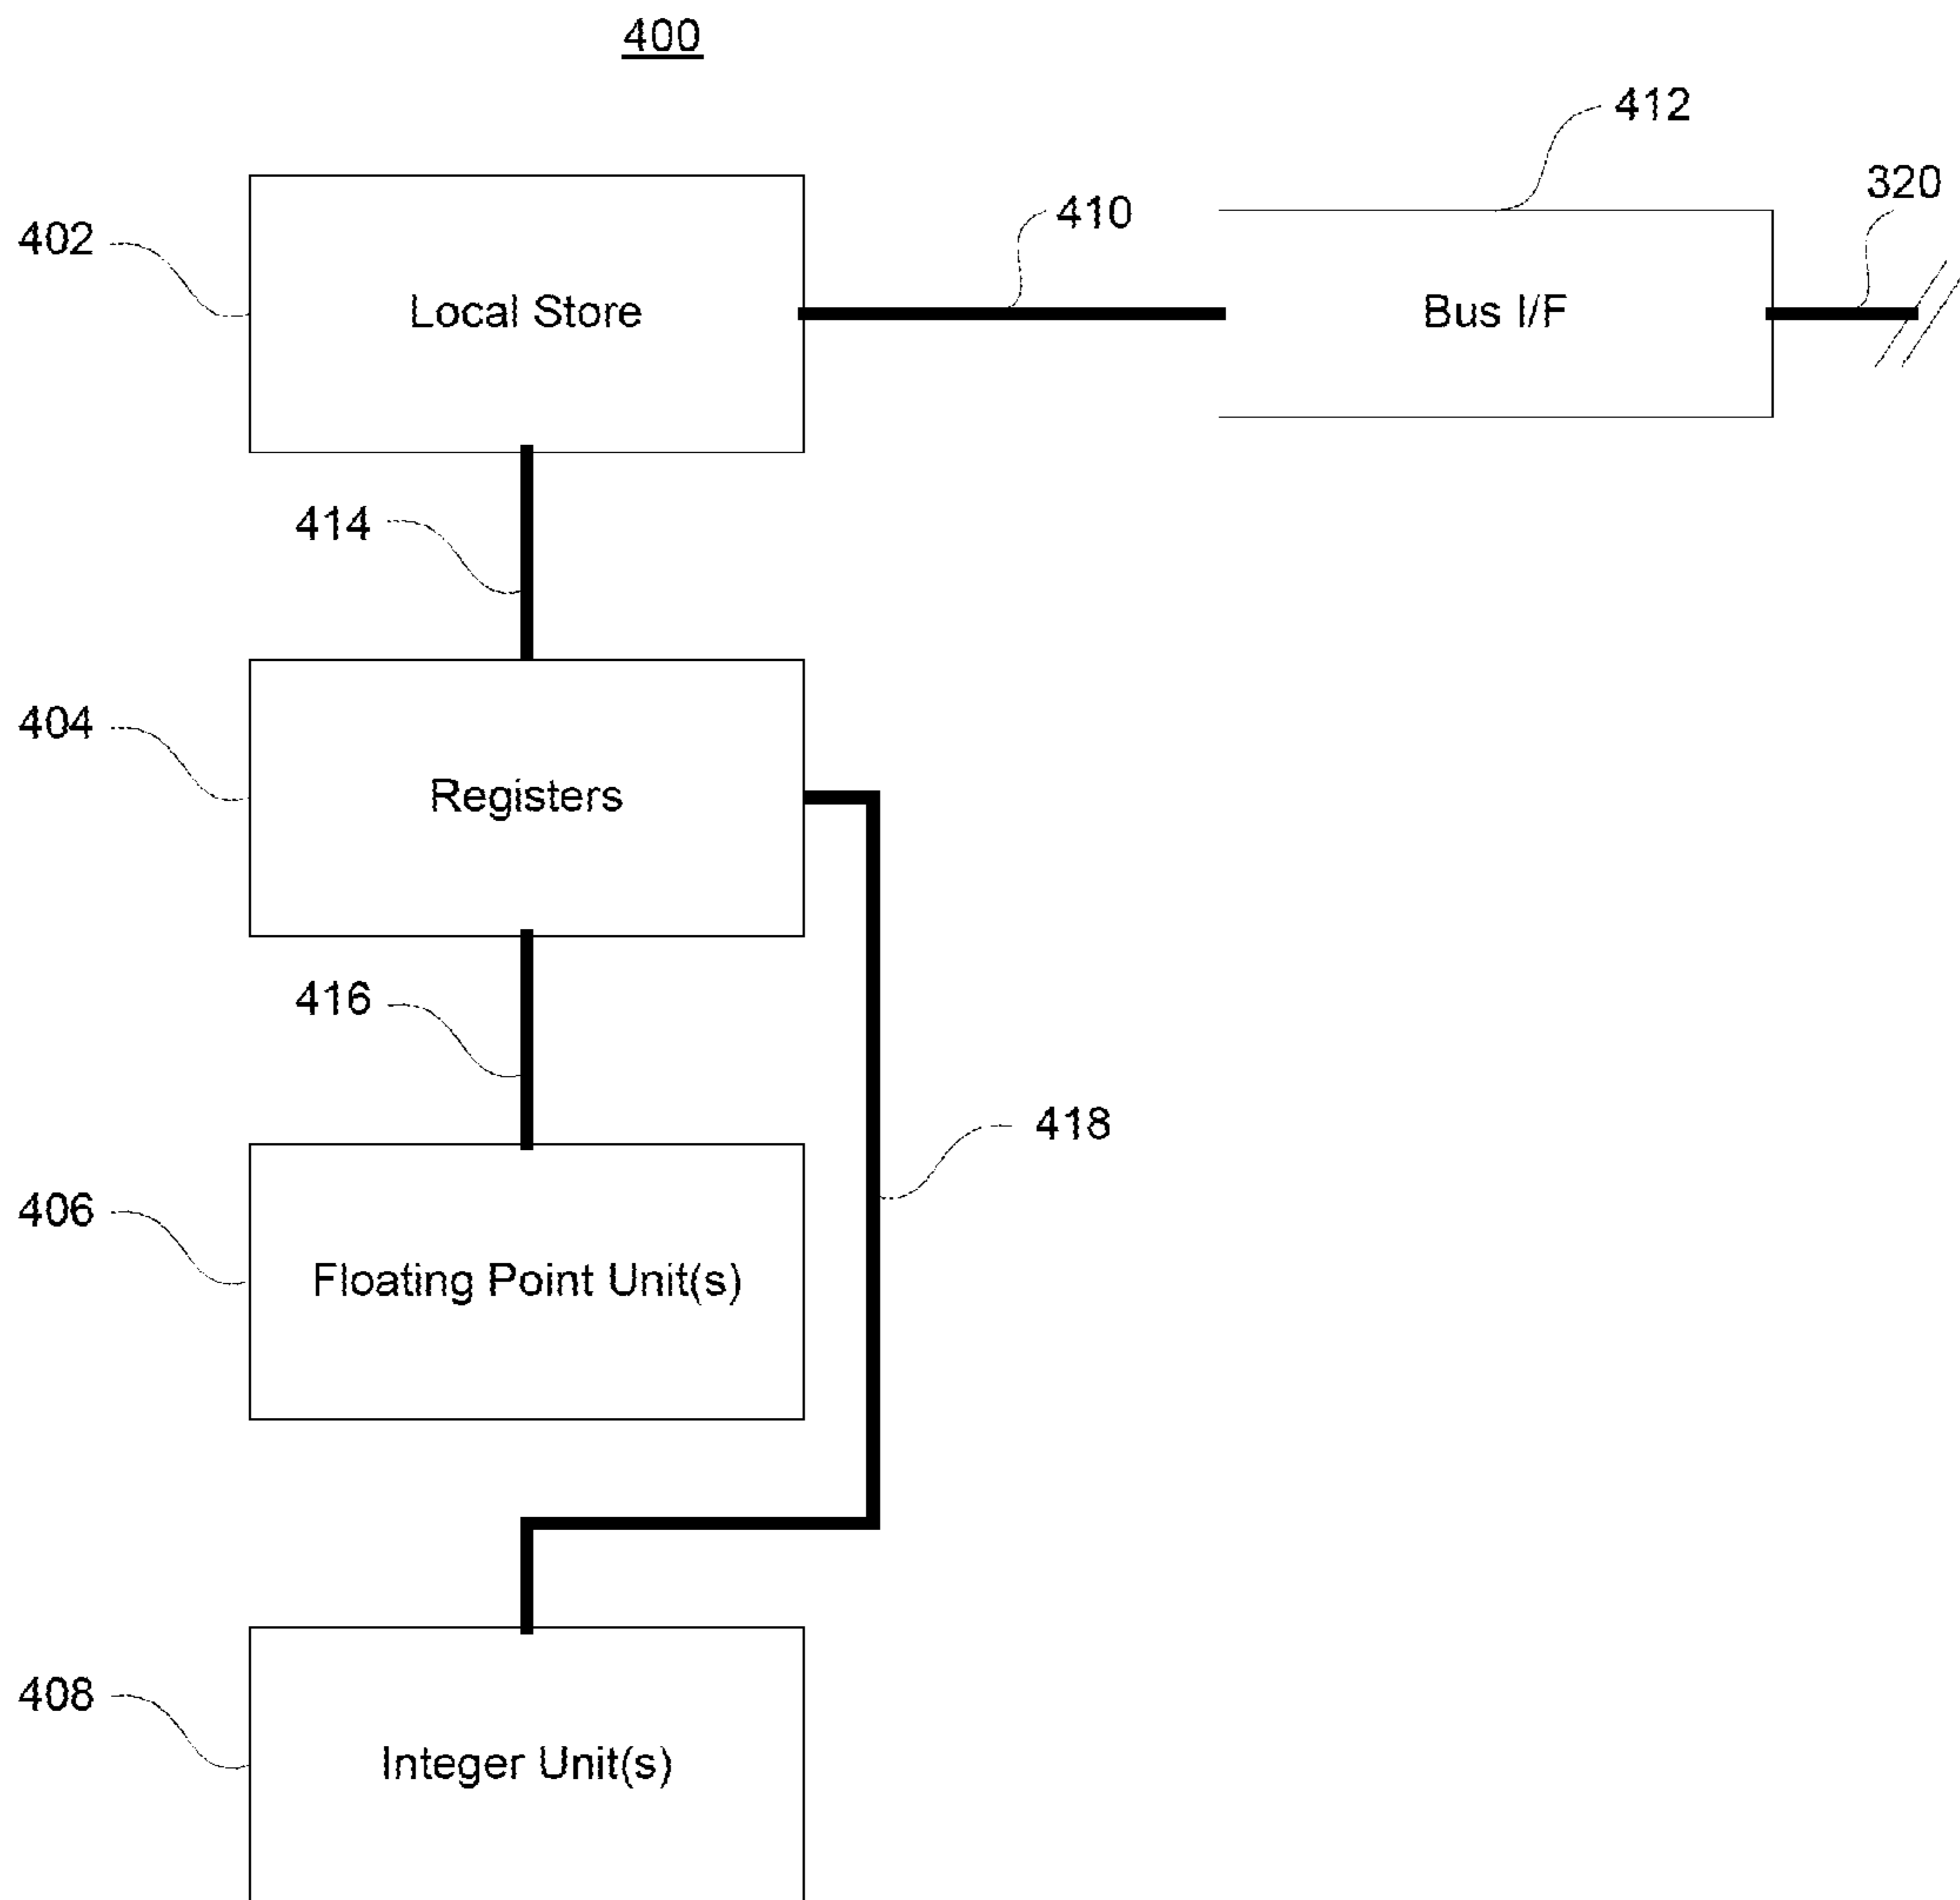 400
412
320
410
402
Local Store
Bus I/F
414
404
Registers
416
418
406
Floating Point Unit(s)
408
Integer Unit(s)